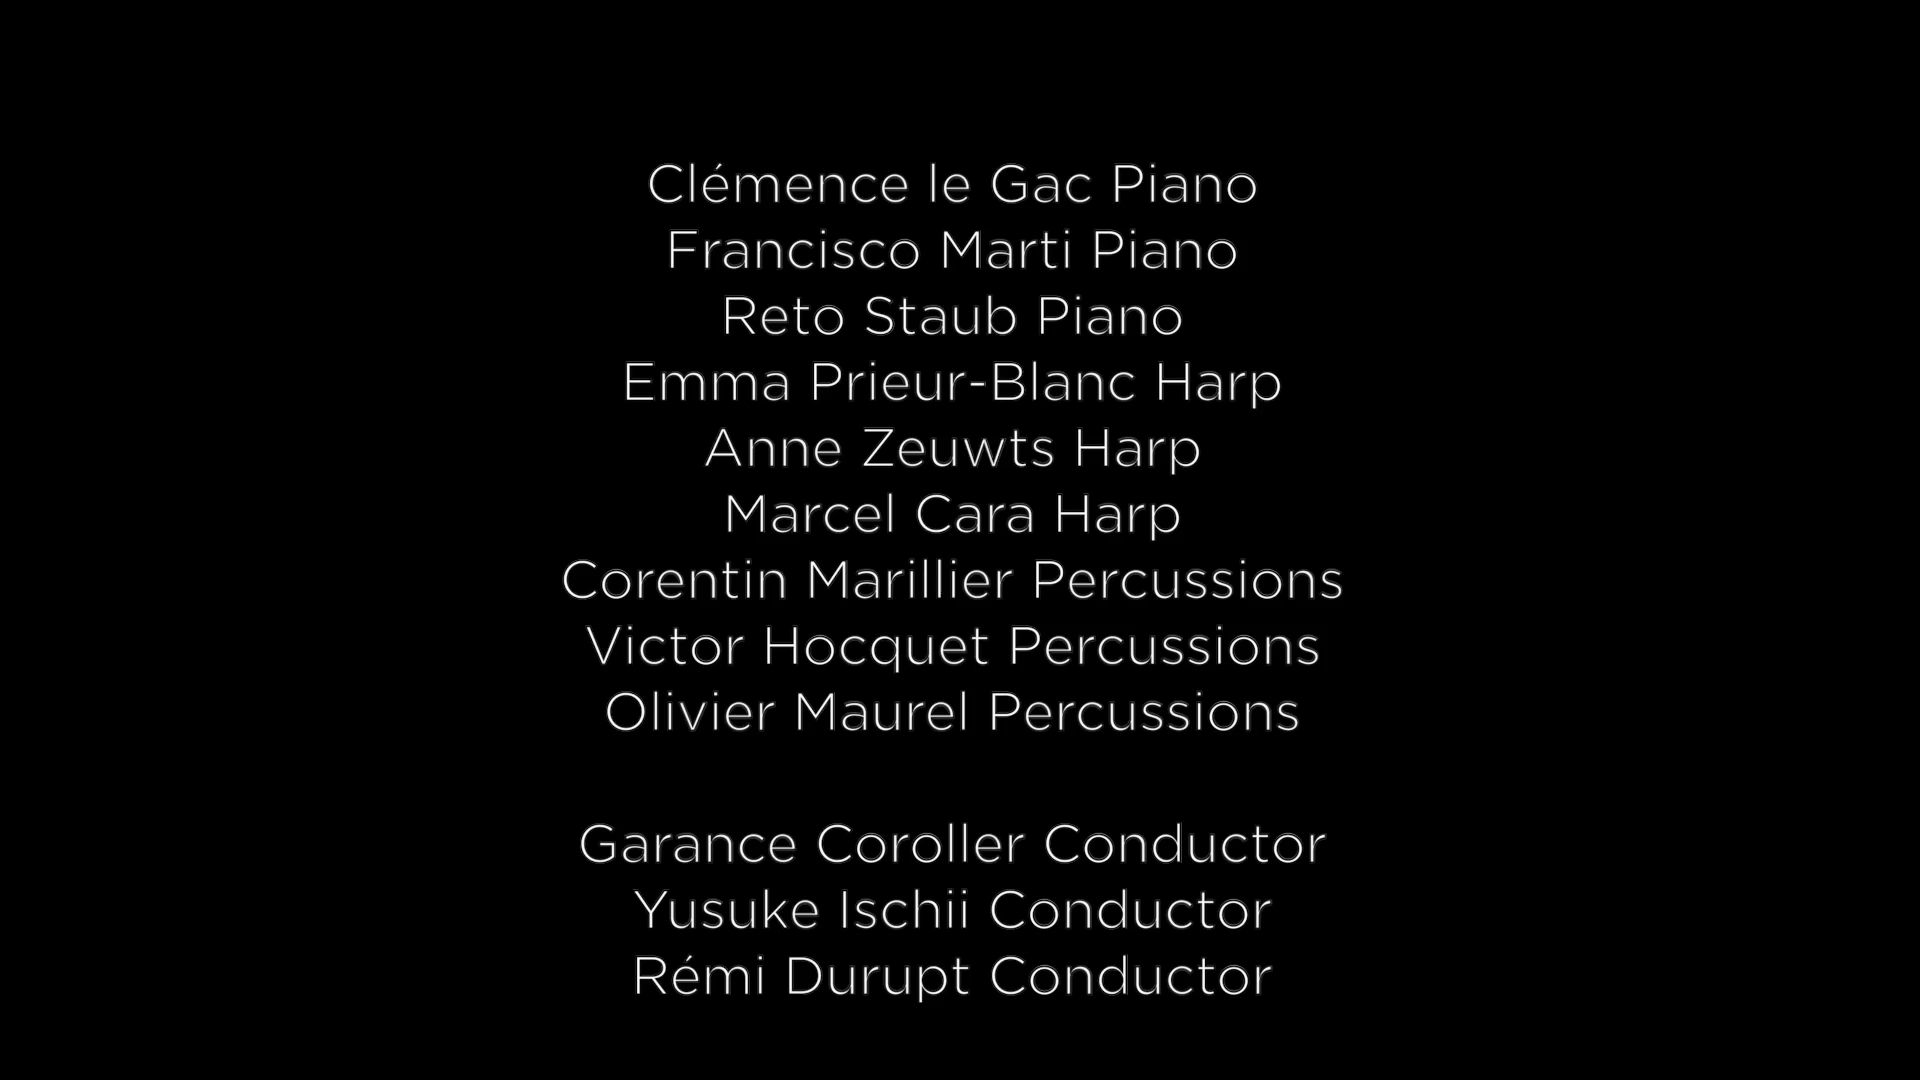 Clémence le Gac Piano
Francisco Marti Piano
Reto Staub Piano
Emma Prieur-Blanc Harp
Anne Zeuwts Harp
Marcel Cara Harp
Corentin Marillier Percussions
Victor Hocquet Percussions
Olivier Maurel Percussions
Garance Coroller Conductor
Yusuke Ischii Conductor
Rémi Durupt Conductor